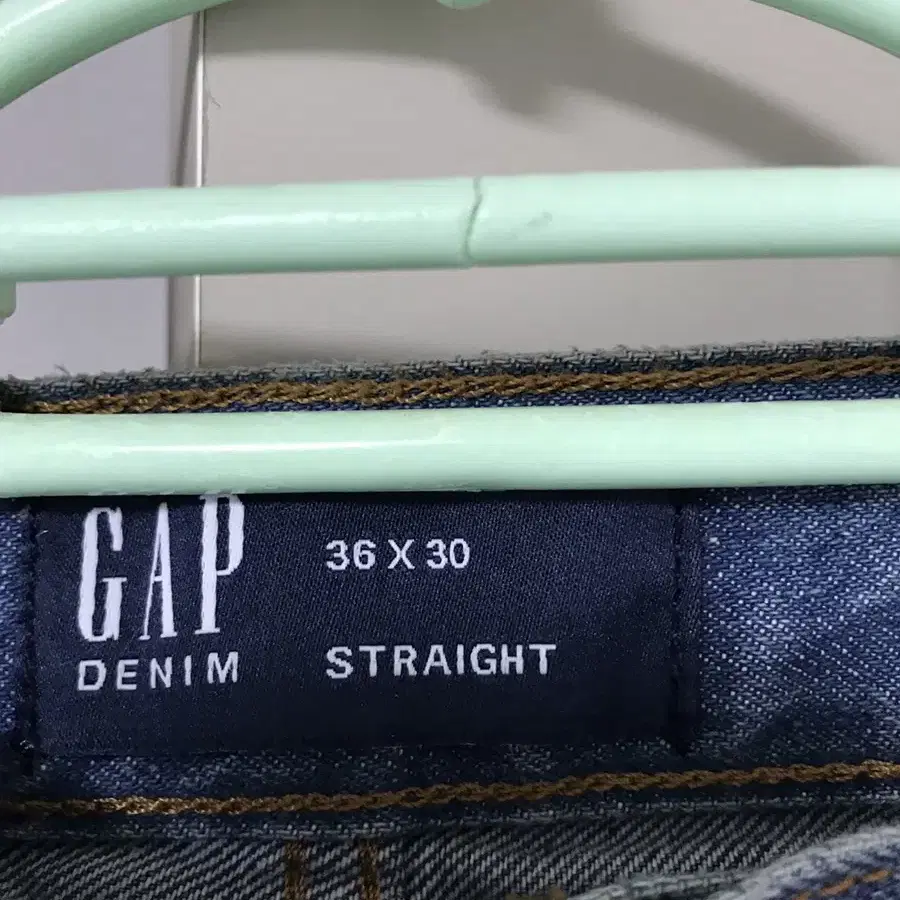 GAP
DENIM
36 X 30
STRAIGHT